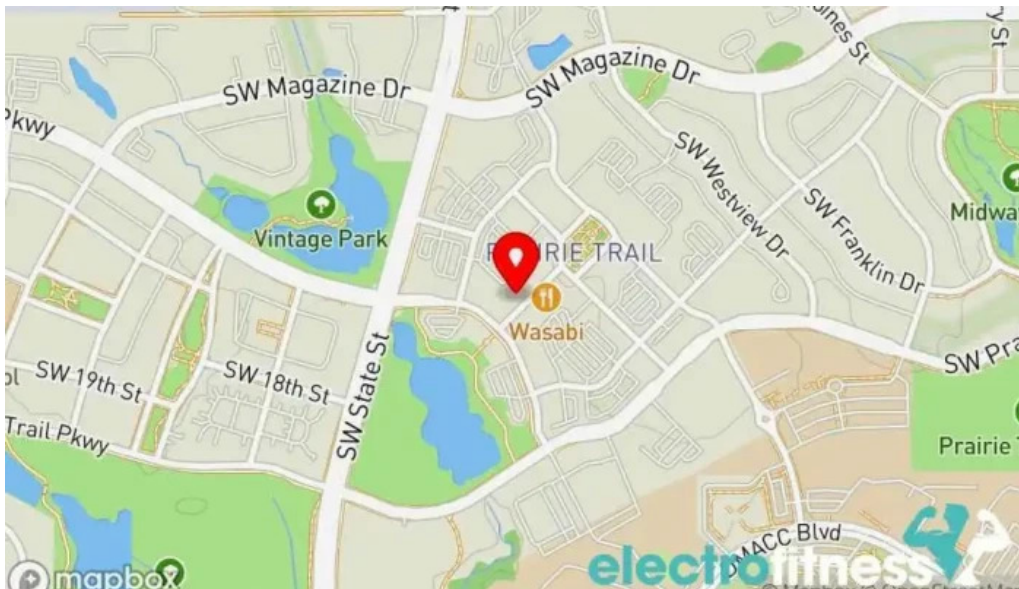 SW Magazine Dr
SW Magazine Dr
Pkwy
SW Westview Dr
SW Franklin Dr
Vintage Park
Midwa
PRAIRIE TRAIL
Wasabi
SW State St
SW 19th St
SW 18th St
Trail Pkwy
SW Pra
Prairie T
DMACC Blvd
electrofitness
mapbox